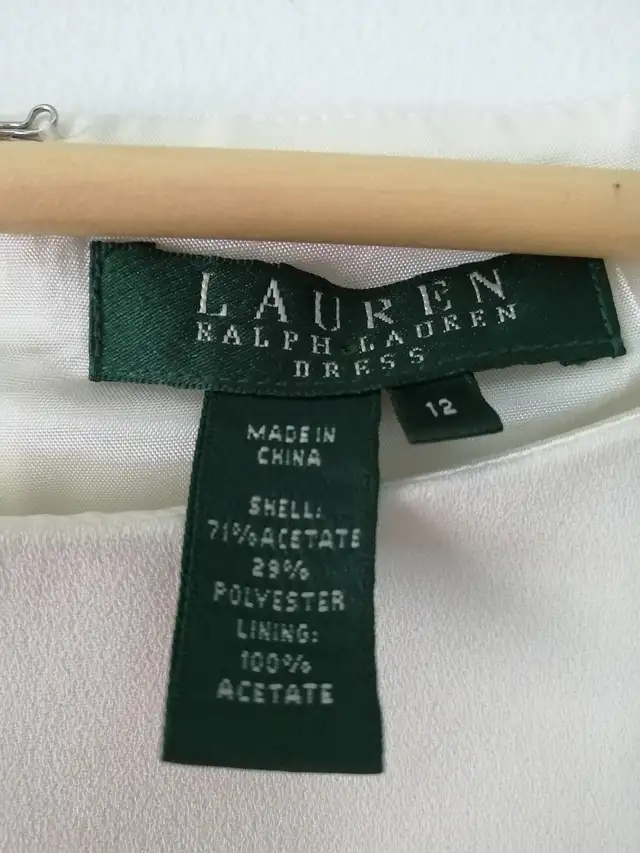 LAUREN
RALPH LAUREN
DRESS
12
MADE IN
CHINA
SHELL:
71% ACETATE
29%
POLYESTER
LINING:
100%
ACETATE